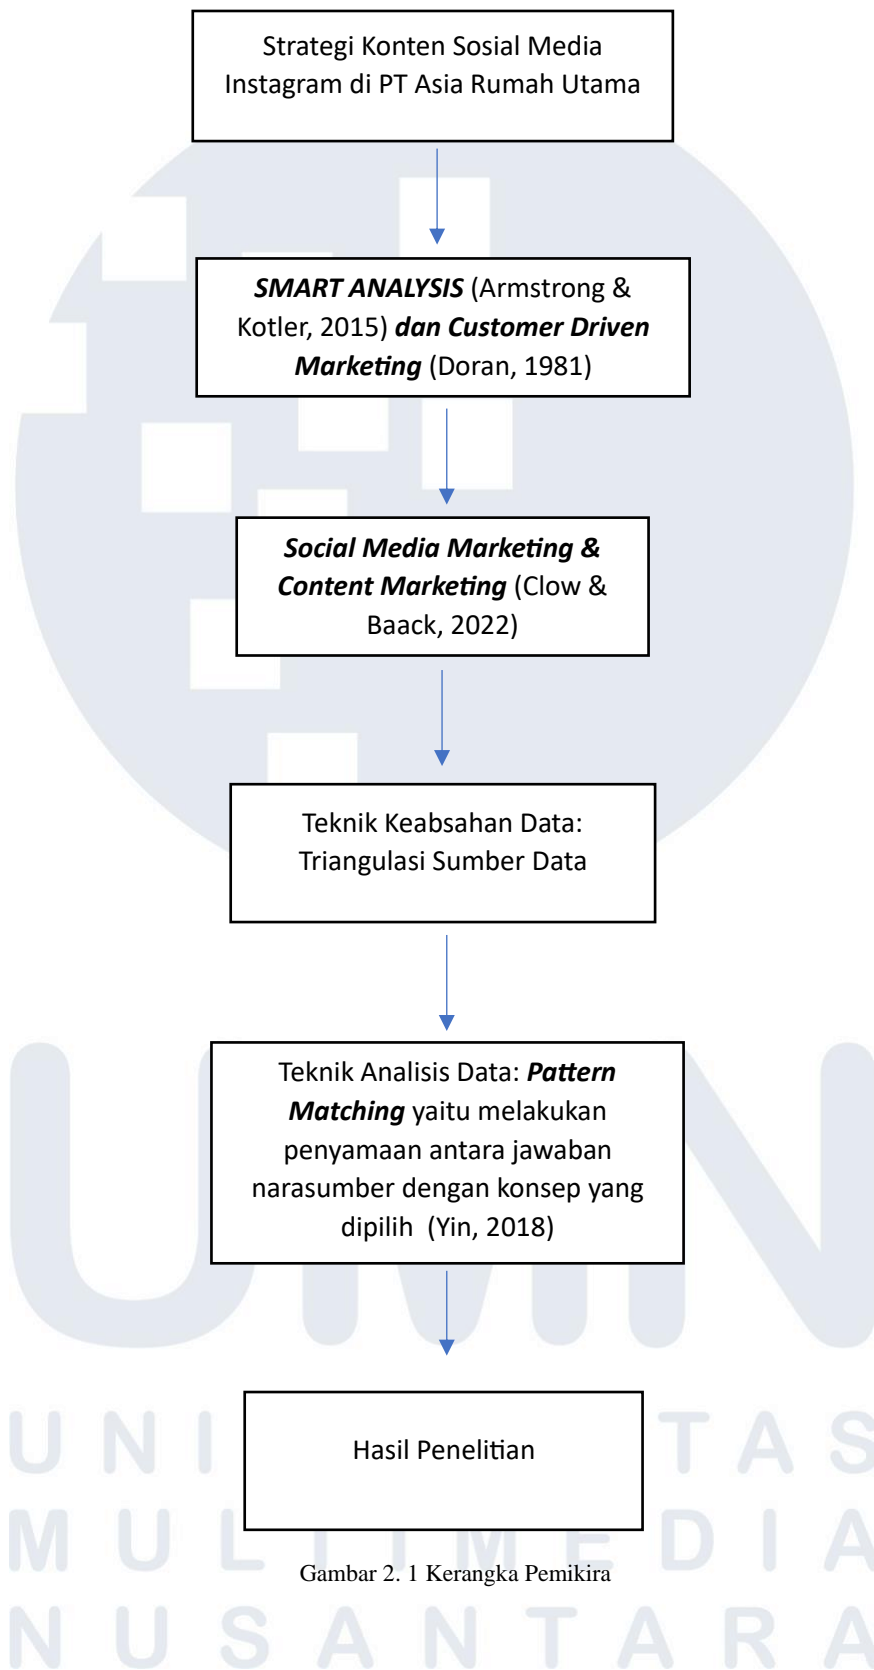 Strategi Konten Sosial Media
Instagram di PT Asia Rumah Utama
SMART ANALYSIS (Armstrong &
Kotler, 2015) dan Customer Driven
Marketing (Doran, 1981)
Social Media Marketing &
Content Marketing (Clow &
Baack, 2022)
Teknik Keabsahan Data:
Triangulasi Sumber Data
Teknik Analisis Data: Pattern
Matching yaitu melakukan
penyamaan antara jawaban
narasumber dengan konsep yang
dipilih (Yin, 2018)
UMN
Hasil Penelitian
UNI TAS
MULTIMEDIA
Gambar 2. 1 Kerangka Pemikira
NUSANTARA